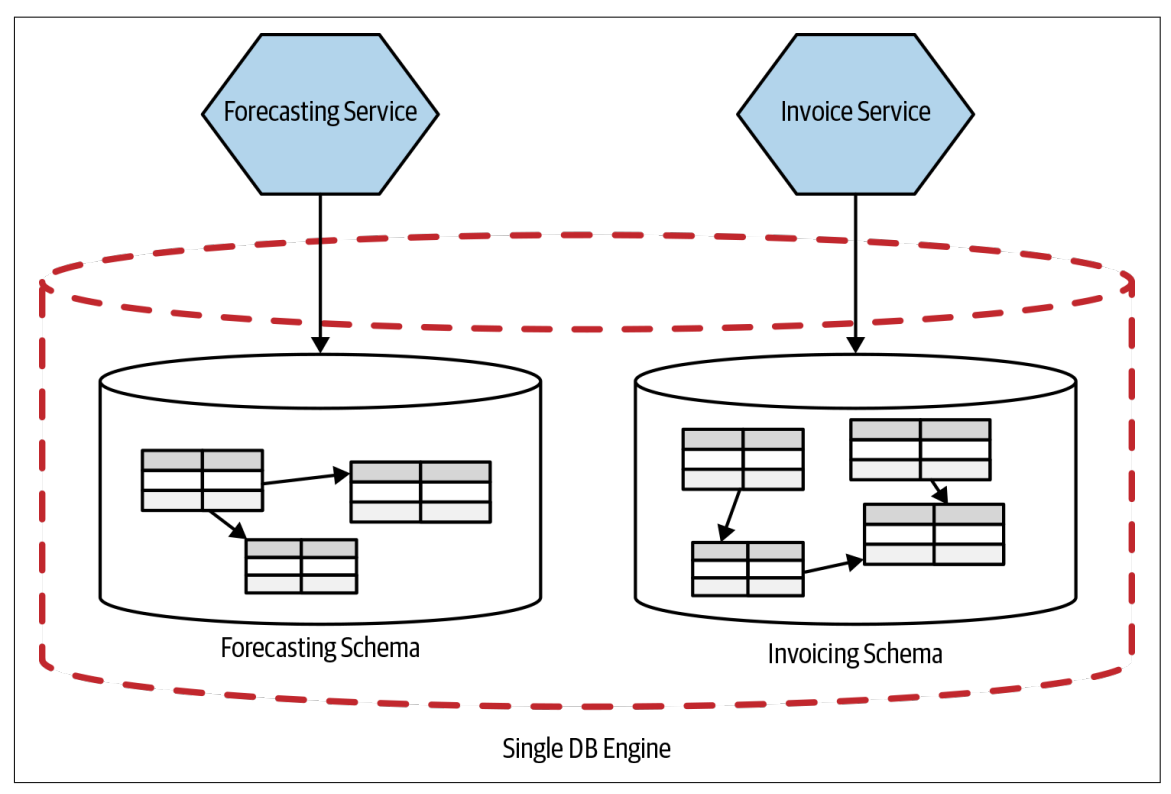 Forecasting Service
Invoice Service
Forecasting Schema
Invoicing Schema
Single DB Engine